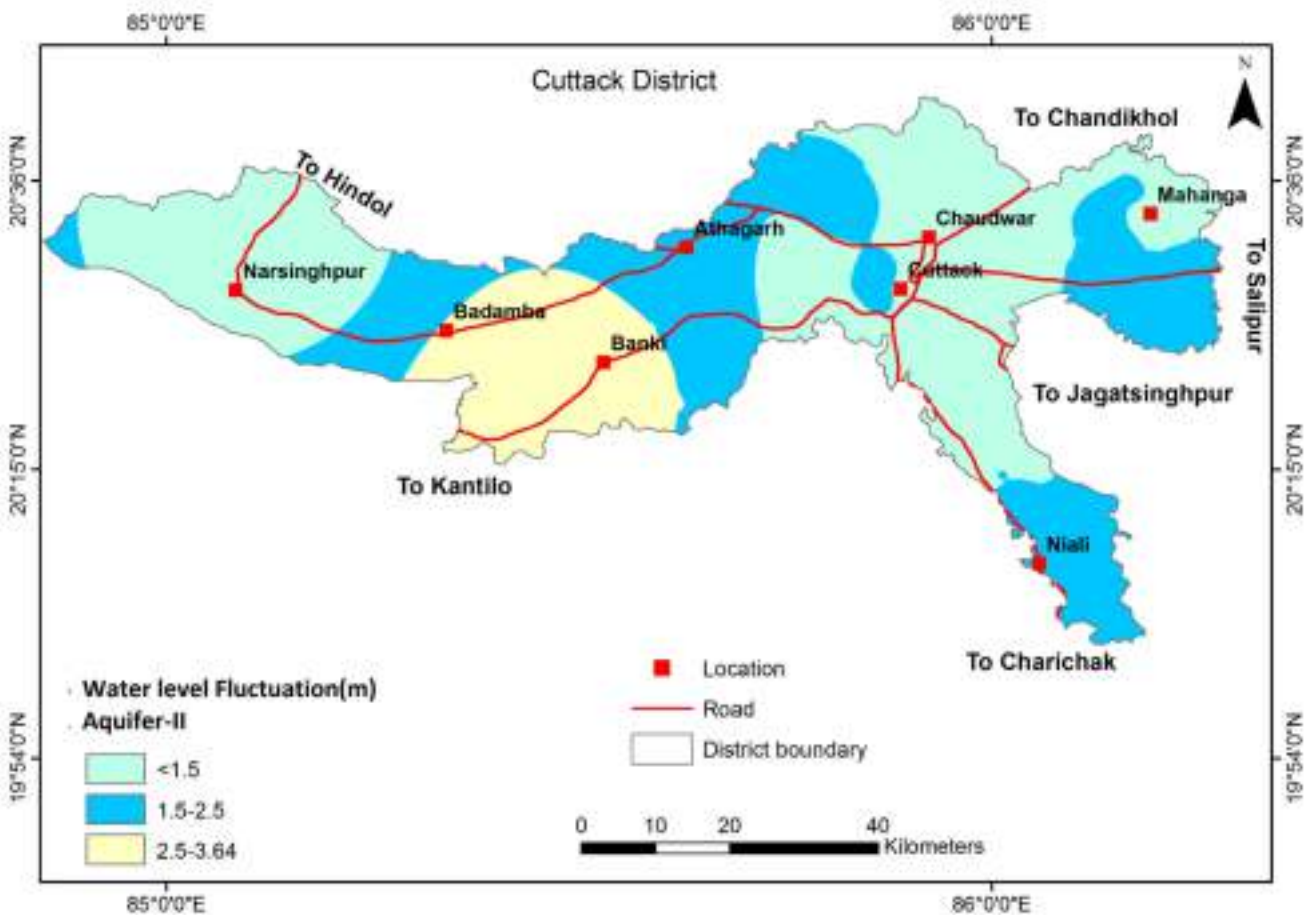 85°0'0"E
86°0'0"E
Cuttack District
N
To Chandikhol
20°36'0"N
20°36'0"N
To Hindol
Mahanga
Chaudwar
Athagarh
To Salipur
Narsinghpur
Cuttack
Badamba
Banki
To Jagatsinghpur
20°15'0"N
20°15'0"N
To Kantilo
Niali
To Charichak
Water level Fluctuation(m)
Aquifer-II
<1.5
1.5-2.5
2.5-3.64
Location
Road
District boundary
19°54'0"N
19°54'0"N
0 10 20 40
Kilometers
85°0'0"E
86°0'0"E